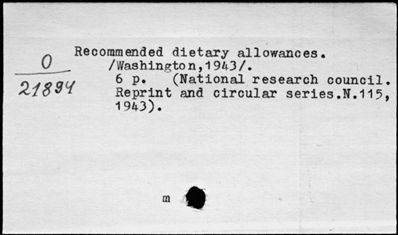 Recommended dietary allowances.
O
/Washington,1943/.
21894
6 p. (National research council.
Reprint and circular series.N.115,
1943).
m